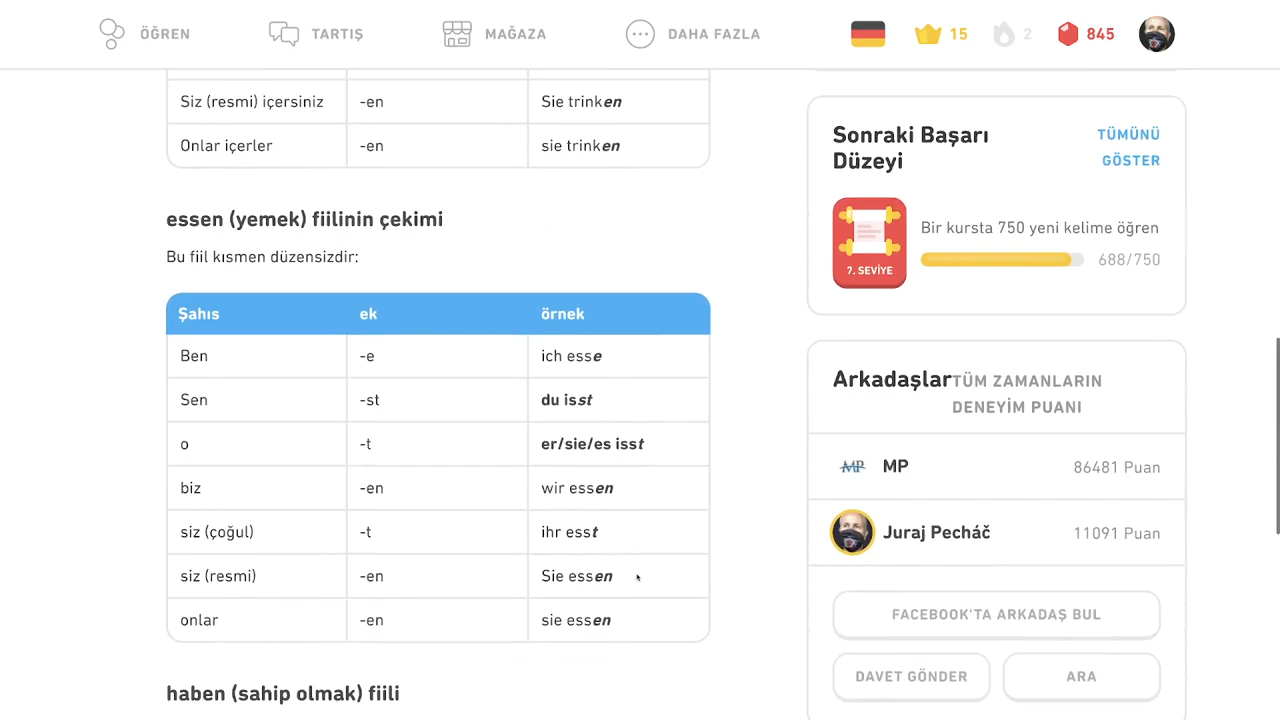 ÖĞREN TARTIŞ MAĞAZA DAHA FAZLA 15 2 845
Siz (resmi) içersiniz -en Sie trinken
Onlar içerler -en sie trinken
essen (yemek) fiilinin çekimi
Bu fiil kısmen düzensizdir:
Şahıs ek örnek
Ben -e ich esse
Sen -st du isst
o -t er/sie/es isst
biz -en wir essen
siz (çoğul) -t ihr esst
siz (resmi) -en Sie essen
onlar -en sie essen
haben (sahip olmak) fiili
Sonraki Başarı Düzeyi
TÜMÜNÜ GÖSTER
7. SEVİYE
Bir kursta 750 yeni kelime öğren
688/750
Arkadaşlar
TÜM ZAMANLARIN
DENEYİM PUANI
MP MP 86481 Puan
Juraj Pecháč 11091 Puan
FACEBOOK'TA ARKADAŞ BUL
DAVET GÖNDER ARA